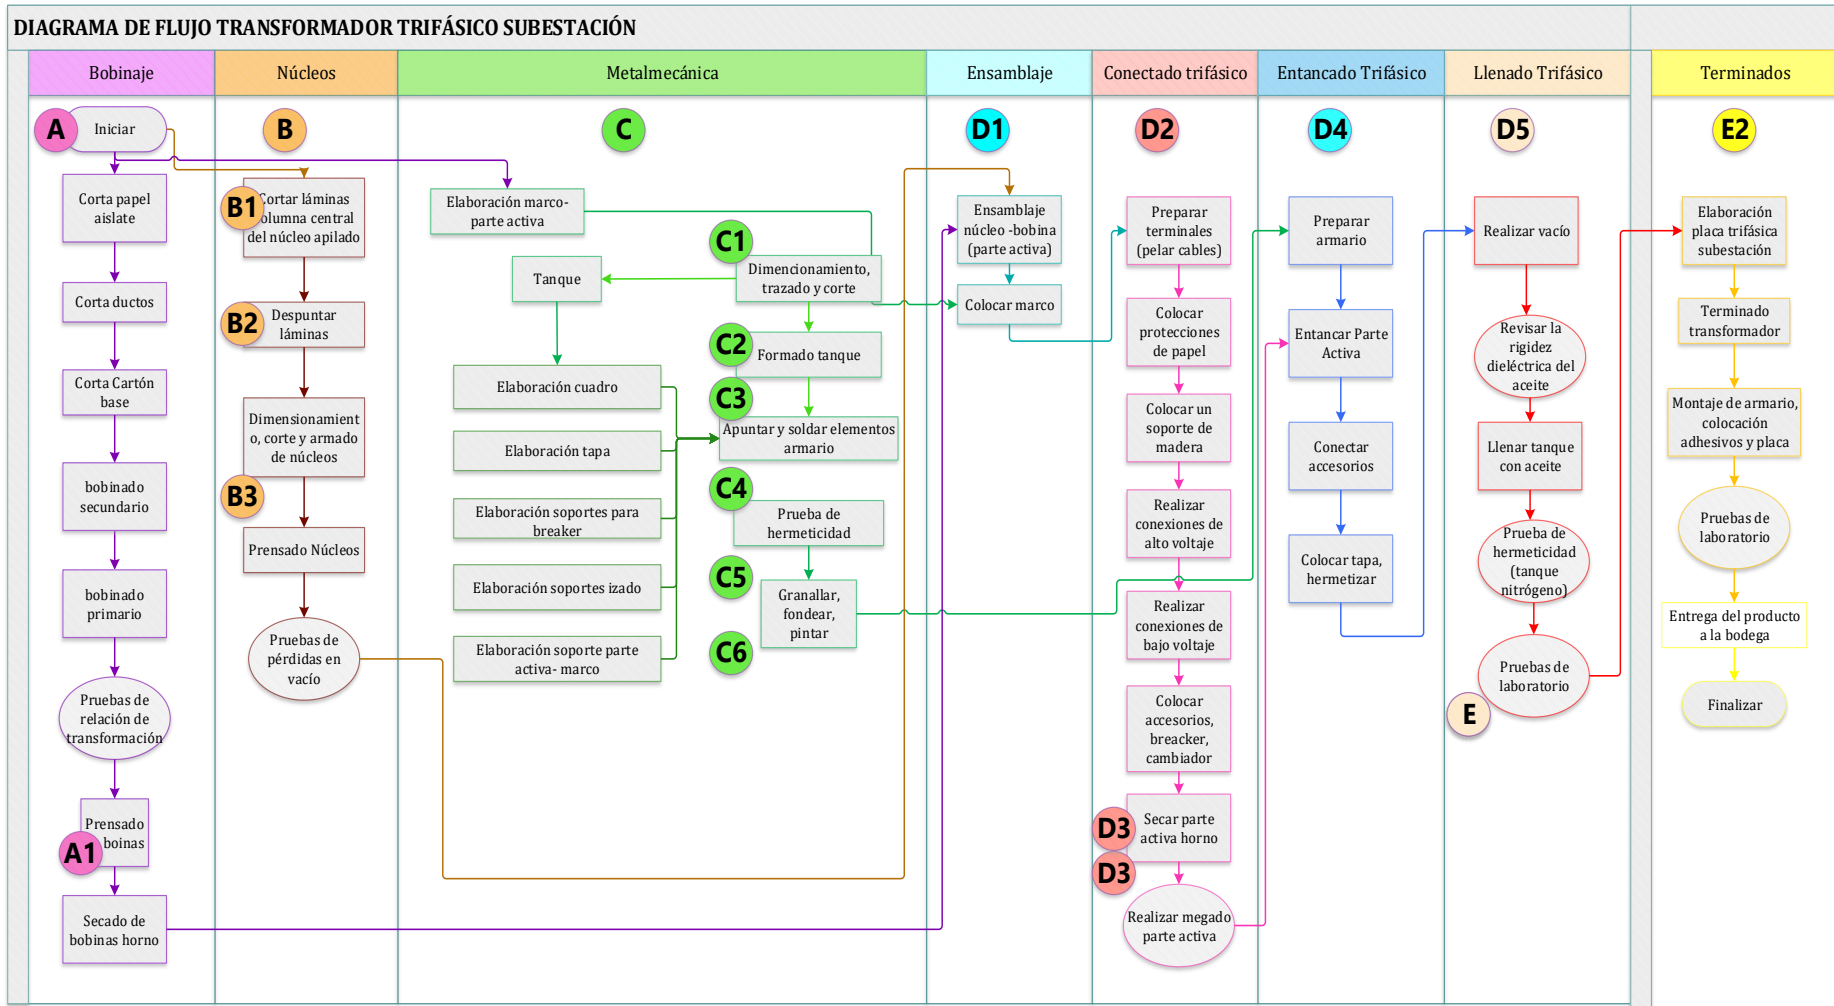 DIAGRAMA DE FLUJO TRANSFORMADOR TRIFÁSICO SUBESTACIÓN
Bobinaje
Núcleos
Metalmecánica
Ensamblaje
Conectado trifásico
Entancado Trifásico
Llenado Trifásico
Terminados
A
Iniciar
Corta papel
aislate
Corta ductos
Corta Cartón
base
bobinado
secundario
bobinado
primario
Pruebas de
relación de
transformación
Prensado
boinas
A1
Secado de
bobinas horno
B
B1
Cortar láminas
columna central
del núcleo apilado
B2
Despuntar
láminas
Dimensionamient
o, corte y armado
de núcleos
B3
Prensado Núcleos
Pruebas de
pérdidas en
vacío
C
Elaboración marco-
parte activa
C1
Dimencionamiento,
trazado y corte
Tanque
C2
Formado tanque
Elaboración cuadro
C3
Apuntar y soldar elementos
armario
Elaboración tapa
C4
Prueba de
hermeticidad
Elaboración soportes para
breaker
C5
Elaboración soportes izado
Granallar,
fondear,
pintar
C6
Elaboración soporte parte
activa- marco
D1
Ensamblaje
núcleo -bobina
(parte activa)
Colocar marco
D2
Preparar
terminales
(pelar cables)
Colocar
protecciones
de papel
Colocar un
soporte de
madera
Realizar
conexiones de
alto voltaje
Realizar
conexiones de
bajo voltaje
Colocar
accesorios,
breacker,
cambiador
D3
Secar parte
activa horno
D3
Realizar megado
parte activa
D4
Preparar
armario
Entancar Parte
Activa
Conectar
accesorios
Colocar tapa,
hermetizar
D5
Realizar vacío
Revisar la
rigidez
dieléctrica del
aceite
Llenar tanque
con aceite
Prueba de
hermeticidad
(tanque
nitrógeno)
Pruebas de
laboratorio
E
E2
Elaboración
placa trifásica
subestación
Terminado
transformador
Montaje de armario,
colocación
adhesivos y placa
Pruebas de
laboratorio
Entrega del producto
a la bodega
Finalizar